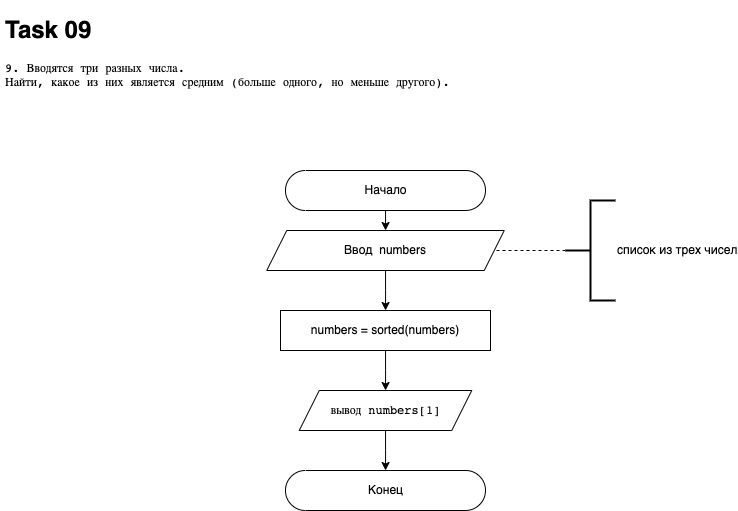 Task 09
9. Вводятся три разных числа.
Найти, какое из них является средним (больше одного, но меньше другого).
Начало
Ввод numbers
список из трех чисел
numbers = sorted(numbers)
вывод numbers[1]
Конец